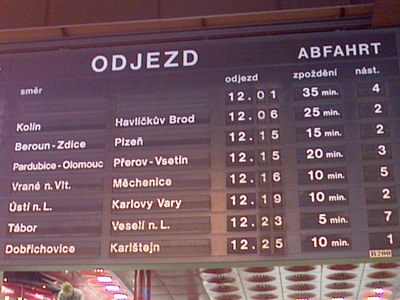 ODJEZD ABFAHRT
směr odjezd zpoždění nást.
12.01 35 min. 4
Kolín Havlíčkův Brod 12.06 25 min. 2
Beroun-Zdice Plzeň 12.15 15 min. 2
Pardubice-Olomouc Přerov-Vsetín 12.15 20 min. 3
Vrané n. Vlt. Měchenice 12.16 10 min. 5
Ústí n. L. Karlovy Vary 12.19 10 min. 2
Tábor Veselí n. L. 12.23 5 min. 7
Dobřichovice Karlštejn 12.25 10 min. 1
R200